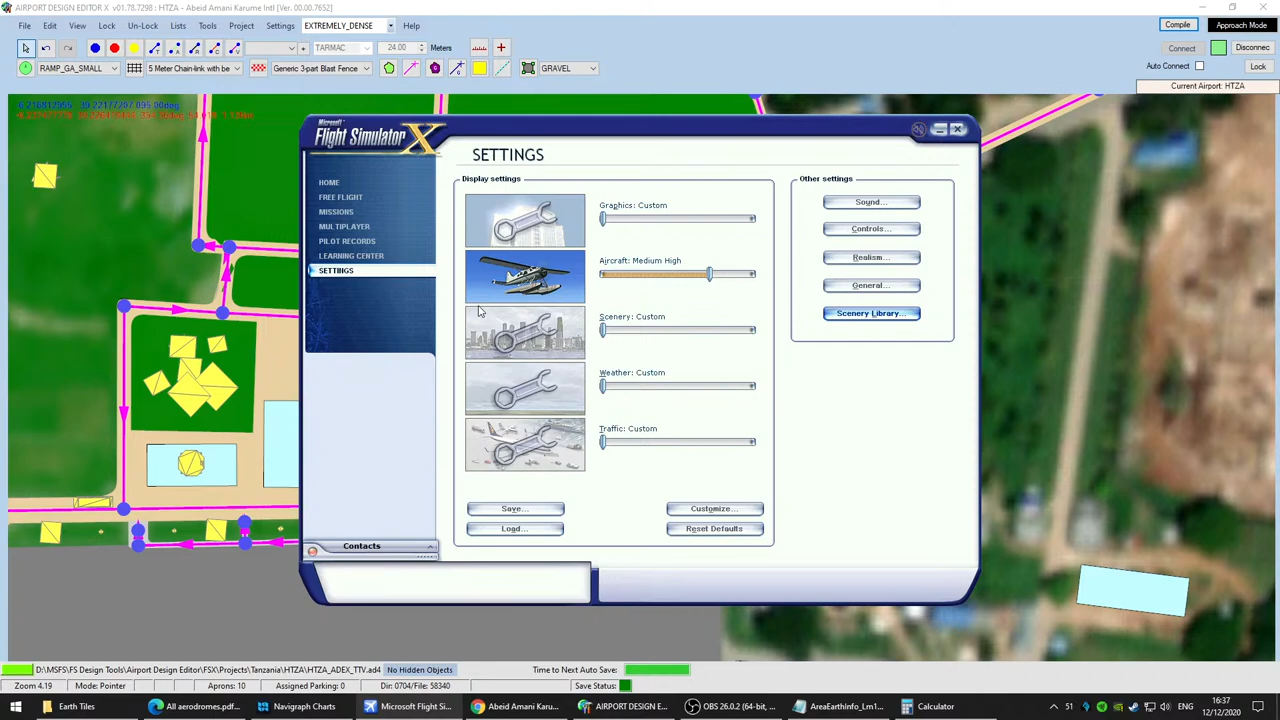 AIRPORT DESIGN EDITOR X v01.78.7298 : HTZA - Abeid Amani Karume Intl (Ver. 00.00.7652)
File Edit View Lock Un-Lock Lists Tools Project Settings EXTREMELY_DENSE Help
Compile Approach Mode
TARMAC 24.00 Meters
Connect Disconnec
RAMP_GA_SMALL 5 Meter Chain-link with be Generic 3-part Blast Fence GRAVEL
Auto Connect Lock
Current Airport: HTZA
Microsoft
Flight Simulator X
SETTINGS
HOME
FREE FLIGHT
MISSIONS
MULTIPLAYER
PILOT RECORDS
LEARNING CENTER
SETTINGS
Contacts
Display settings
Graphics: Custom
Aircraft: Medium High
Scenery: Custom
Weather: Custom
Traffic: Custom
Save...
Load...
Customize...
Reset Defaults
Other settings
Sound...
Controls...
Realism...
General...
Scenery Library...
D:\MSFS\FS Design Tools\Airport Design Editor\FSX\Projects\Tanzania\HTZA\HTZA_ADEX_TTV.ad4 No Hidden Objects Time to Next Auto Save:
Zoom 4.19 Mode: Pointer Aprons: 10 Assigned Parking: 0 Dir: 0704/File: 58340 Save Status:
Earth Tiles All aerodromes.pdf... Navigraph Charts Microsoft Flight Si... Abeid Amani Karu... AIRPORT DESIGN E... OBS 26.0.2 (64-bit, ... AreaEarthInfo_Lm1... Calculator 51 ENG 16:37
12/12/2020